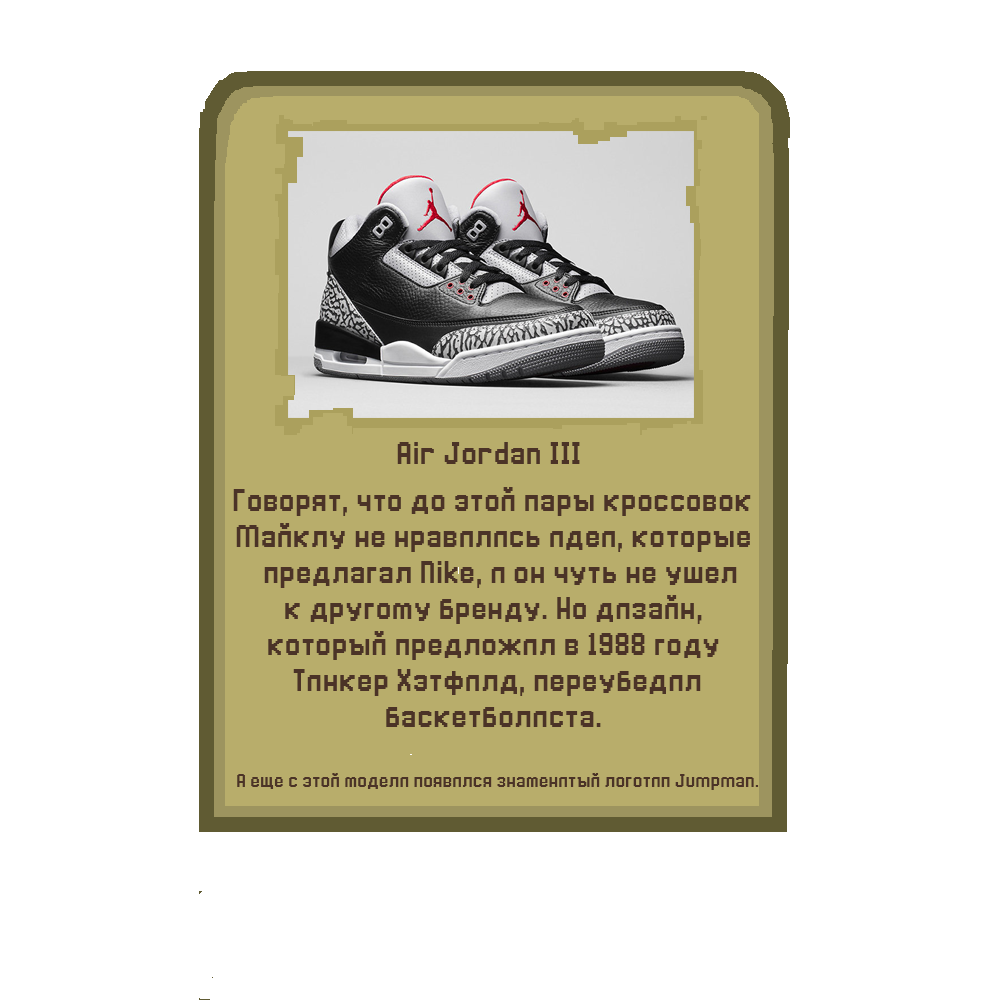 Air Jordan III
Говорят, что до этой пары кроссовок
Майклу не нравились идеи, которые
предлагал Nike, и он чуть не ушел
к другому бренду. Но дизайн,
который предложил в 1988 году
Тинкер Хэтфилд, переубедил
баскетболиста.
А еще с этой модели появился знаменитый логотип Jumpman.